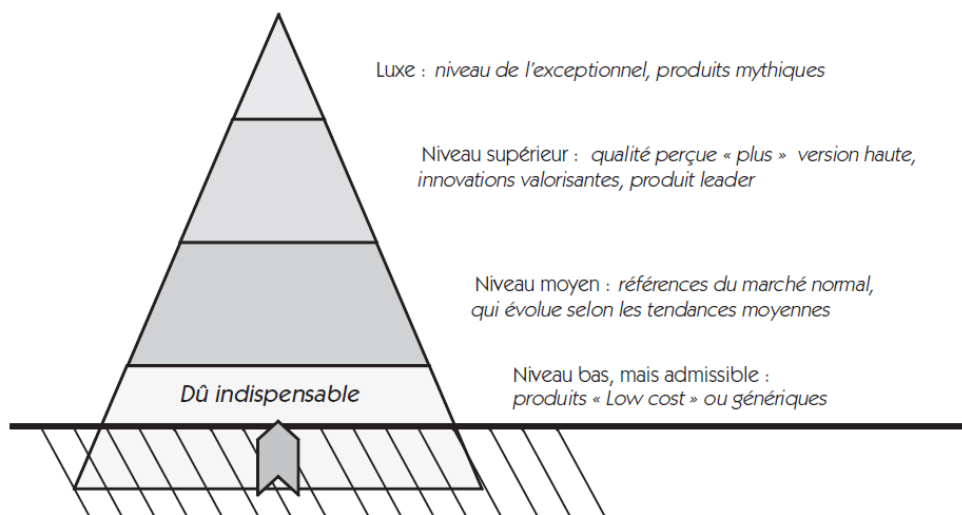 Luxe : niveau de l'exceptionnel, produits mythiques
Niveau supérieur : qualité perçue « plus » version haute,
innovations valorisantes, produit leader
Niveau moyen : références du marché normal,
qui évolue selon les tendances moyennes
Dû indispensable
Niveau bas, mais admissible :
produits « Low cost » ou génériques